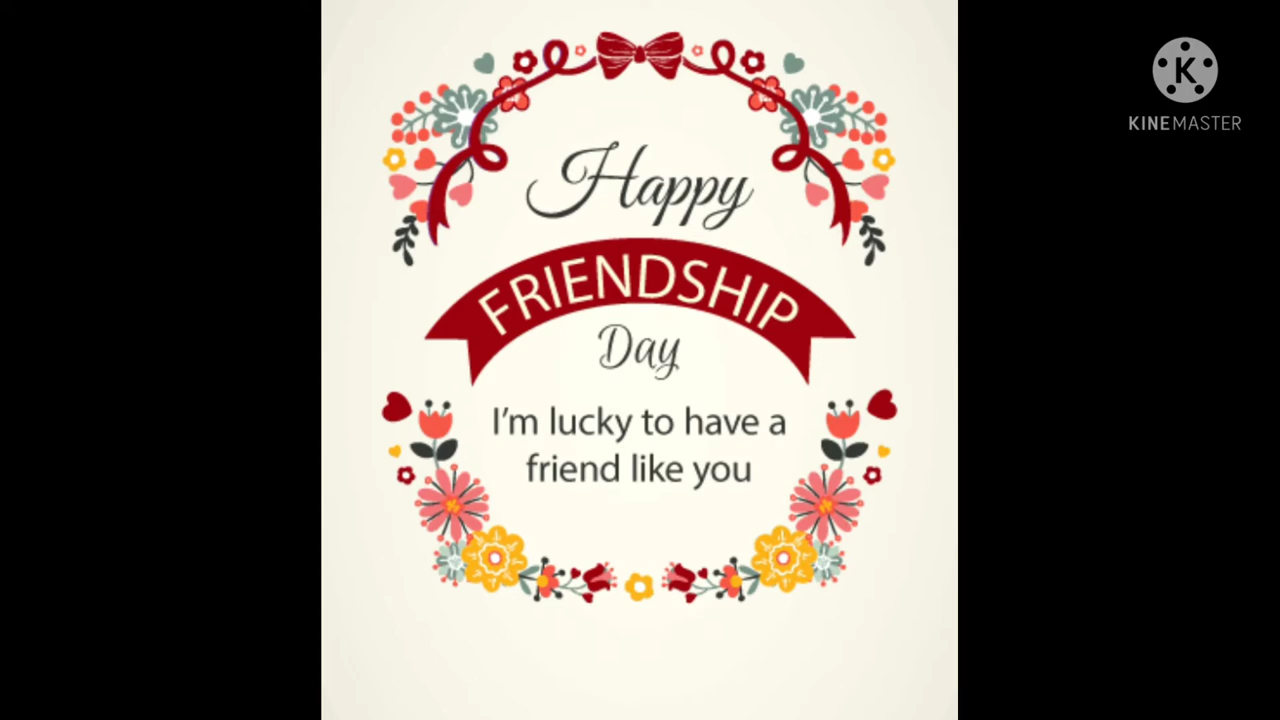 K
KINEMASTER
Happy
FRIENDSHIP
Day
I'm lucky to have a
friend like you